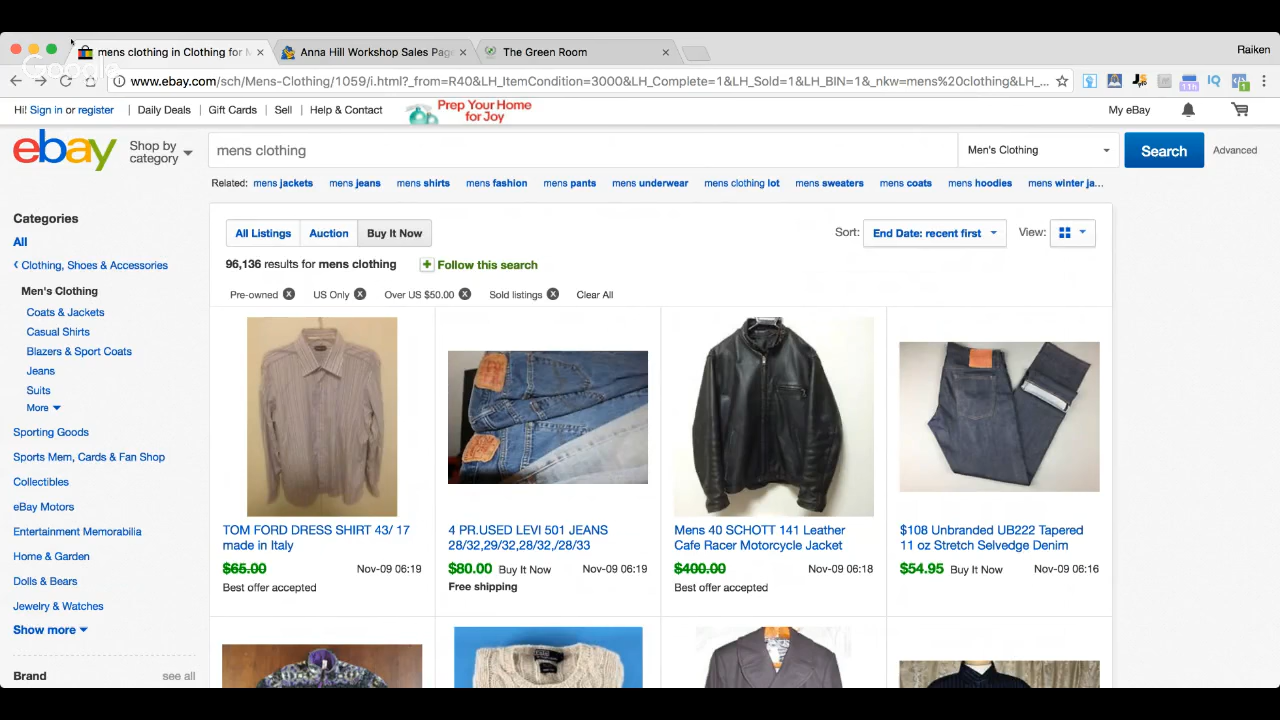 mens clothing in Clothing for M
Anna Hill Workshop Sales Page
The Green Room
Raiken
Google
www.ebay.com/sch/Mens-Clothing/1059/i.html?_from=R40&LH_ItemCondition=3000&LH_Complete=1&LH_Sold=1&LH_BIN=1&_nkw=mens%20clothing&LH_...
11h
1
Hi! Sign in or register
Daily Deals
Gift Cards
Sell
Help & Contact
Prep Your Home
for Joy
My eBay
ebay
Shop by
category
mens clothing
Men's Clothing
Search
Advanced
Related: mens jackets mens jeans mens shirts mens fashion mens pants mens underwear mens clothing lot mens sweaters mens coats mens hoodies mens winter ja...
Categories
All
Clothing, Shoes & Accessories
Men's Clothing
Coats & Jackets
Casual Shirts
Blazers & Sport Coats
Jeans
Suits
More
Sporting Goods
Sports Mem, Cards & Fan Shop
Collectibles
eBay Motors
Entertainment Memorabilia
Home & Garden
Dolls & Bears
Jewelry & Watches
Show more
Brand
see all
All Listings
Auction
Buy It Now
Sort: End Date: recent first
View:
96,136 results for mens clothing
Follow this search
Pre-owned
US Only
Over US $50.00
Sold listings
Clear All
TOM FORD DRESS SHIRT 43/ 17
made in Italy
$65.00 Nov-09 06:19
Best offer accepted
4 PR.USED LEVI 501 JEANS
28/32,29/32,28/32,/28/33
$80.00 Buy It Now Nov-09 06:19
Free shipping
Mens 40 SCHOTT 141 Leather
Cafe Racer Motorcycle Jacket
$400.00 Nov-09 06:18
Best offer accepted
$108 Unbranded UB222 Tapered
11 oz Stretch Selvedge Denim
$54.95 Buy It Now Nov-09 06:16